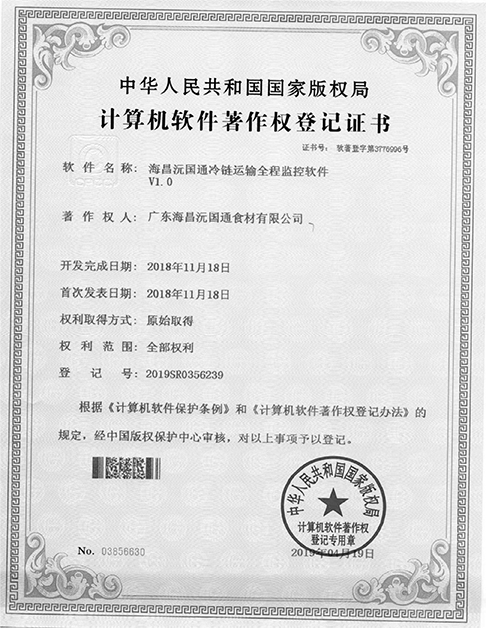 中华人民共和国国家版权局
计算机软件著作权登记证书
证书号： 软著登字第3776996号
软件名称： 海昌沅国通冷链运输全程监控软件
V1.0
著作权人： 广东海昌沅国通食材有限公司
开发完成日期： 2018年11月18日
首次发表日期： 2018年11月18日
权利取得方式： 原始取得
权利范围： 全部权利
登记号： 2019SR0356239
根据《计算机软件保护条例》和《计算机软件著作权登记办法》的
规定，经中国版权保护中心审核，对以上事项予以登记。
中华人民共和国国家版权局
计算机软件著作权
登记专用章
No. 03856630
2019年04月19日